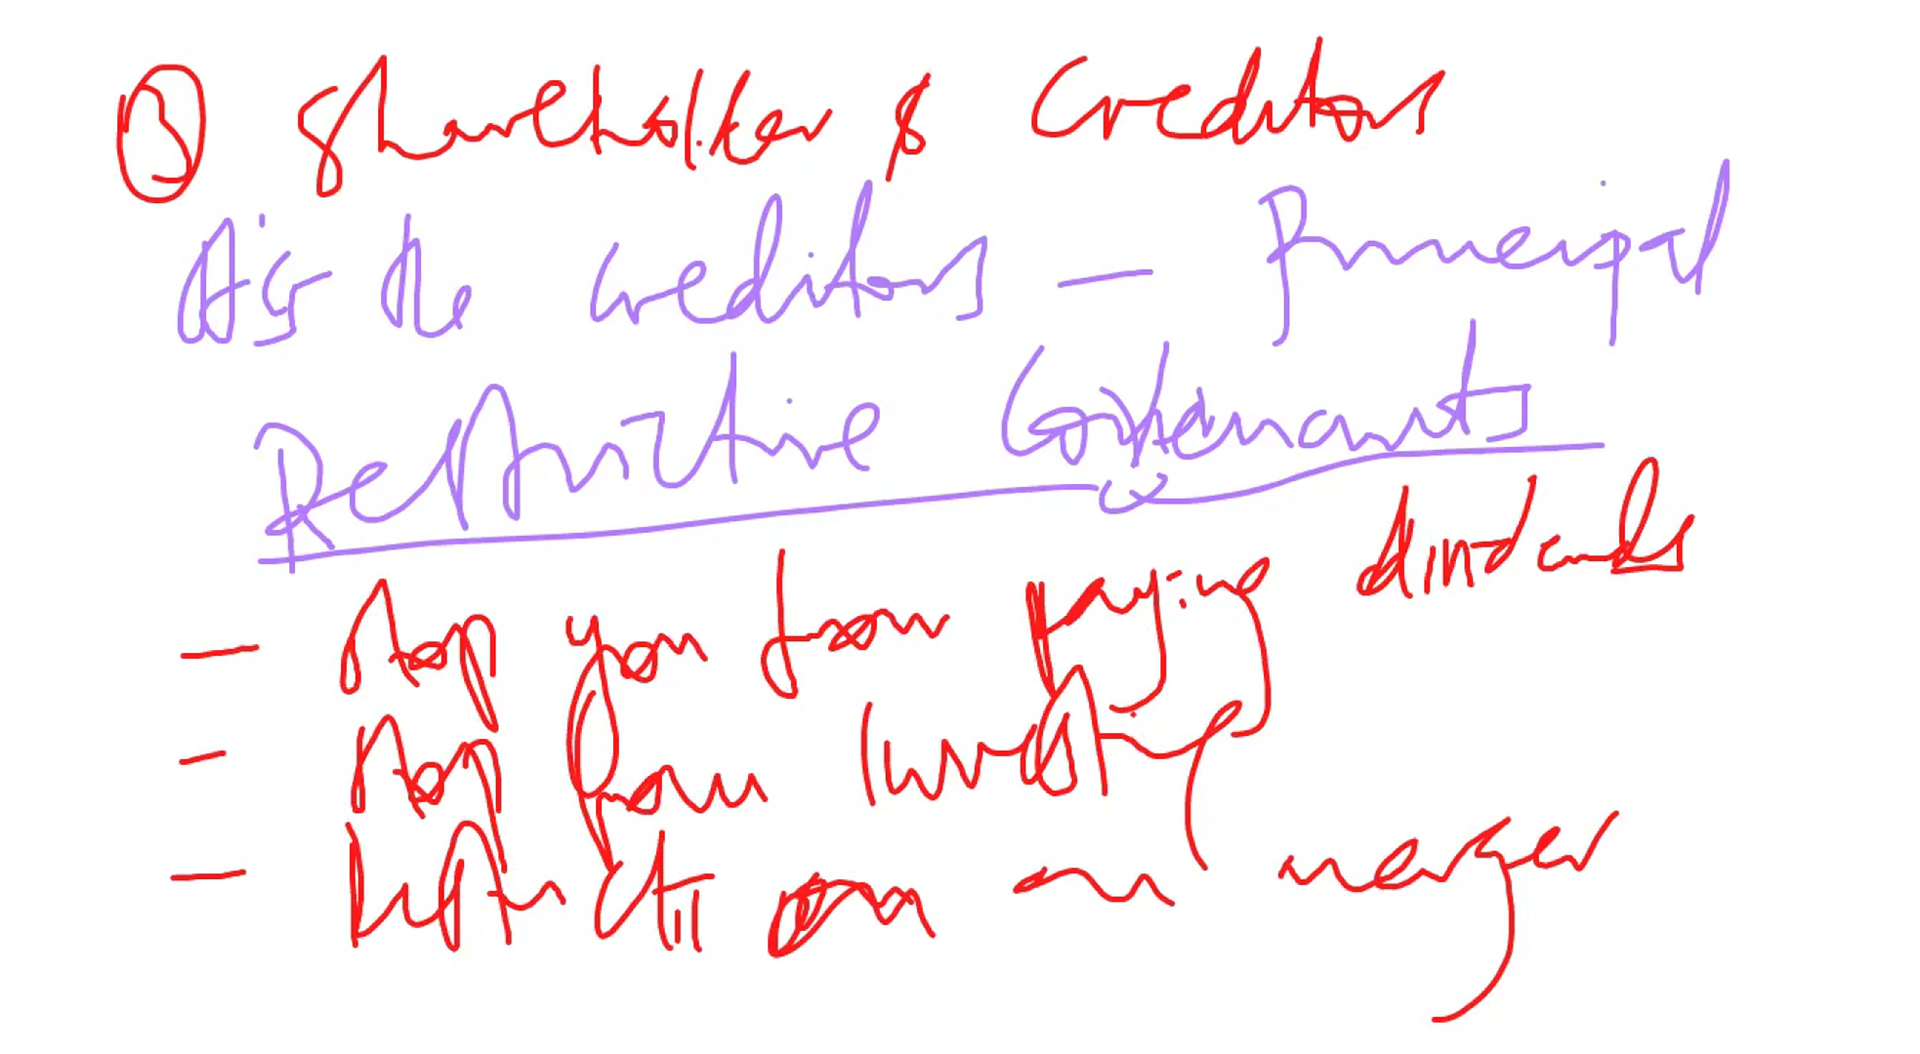 ③ Shareholder & Creditors
A's the creditors — Principal
Restrictive Covenants
— stop you from paying dividends
— stop from investing
— Restriction on merger